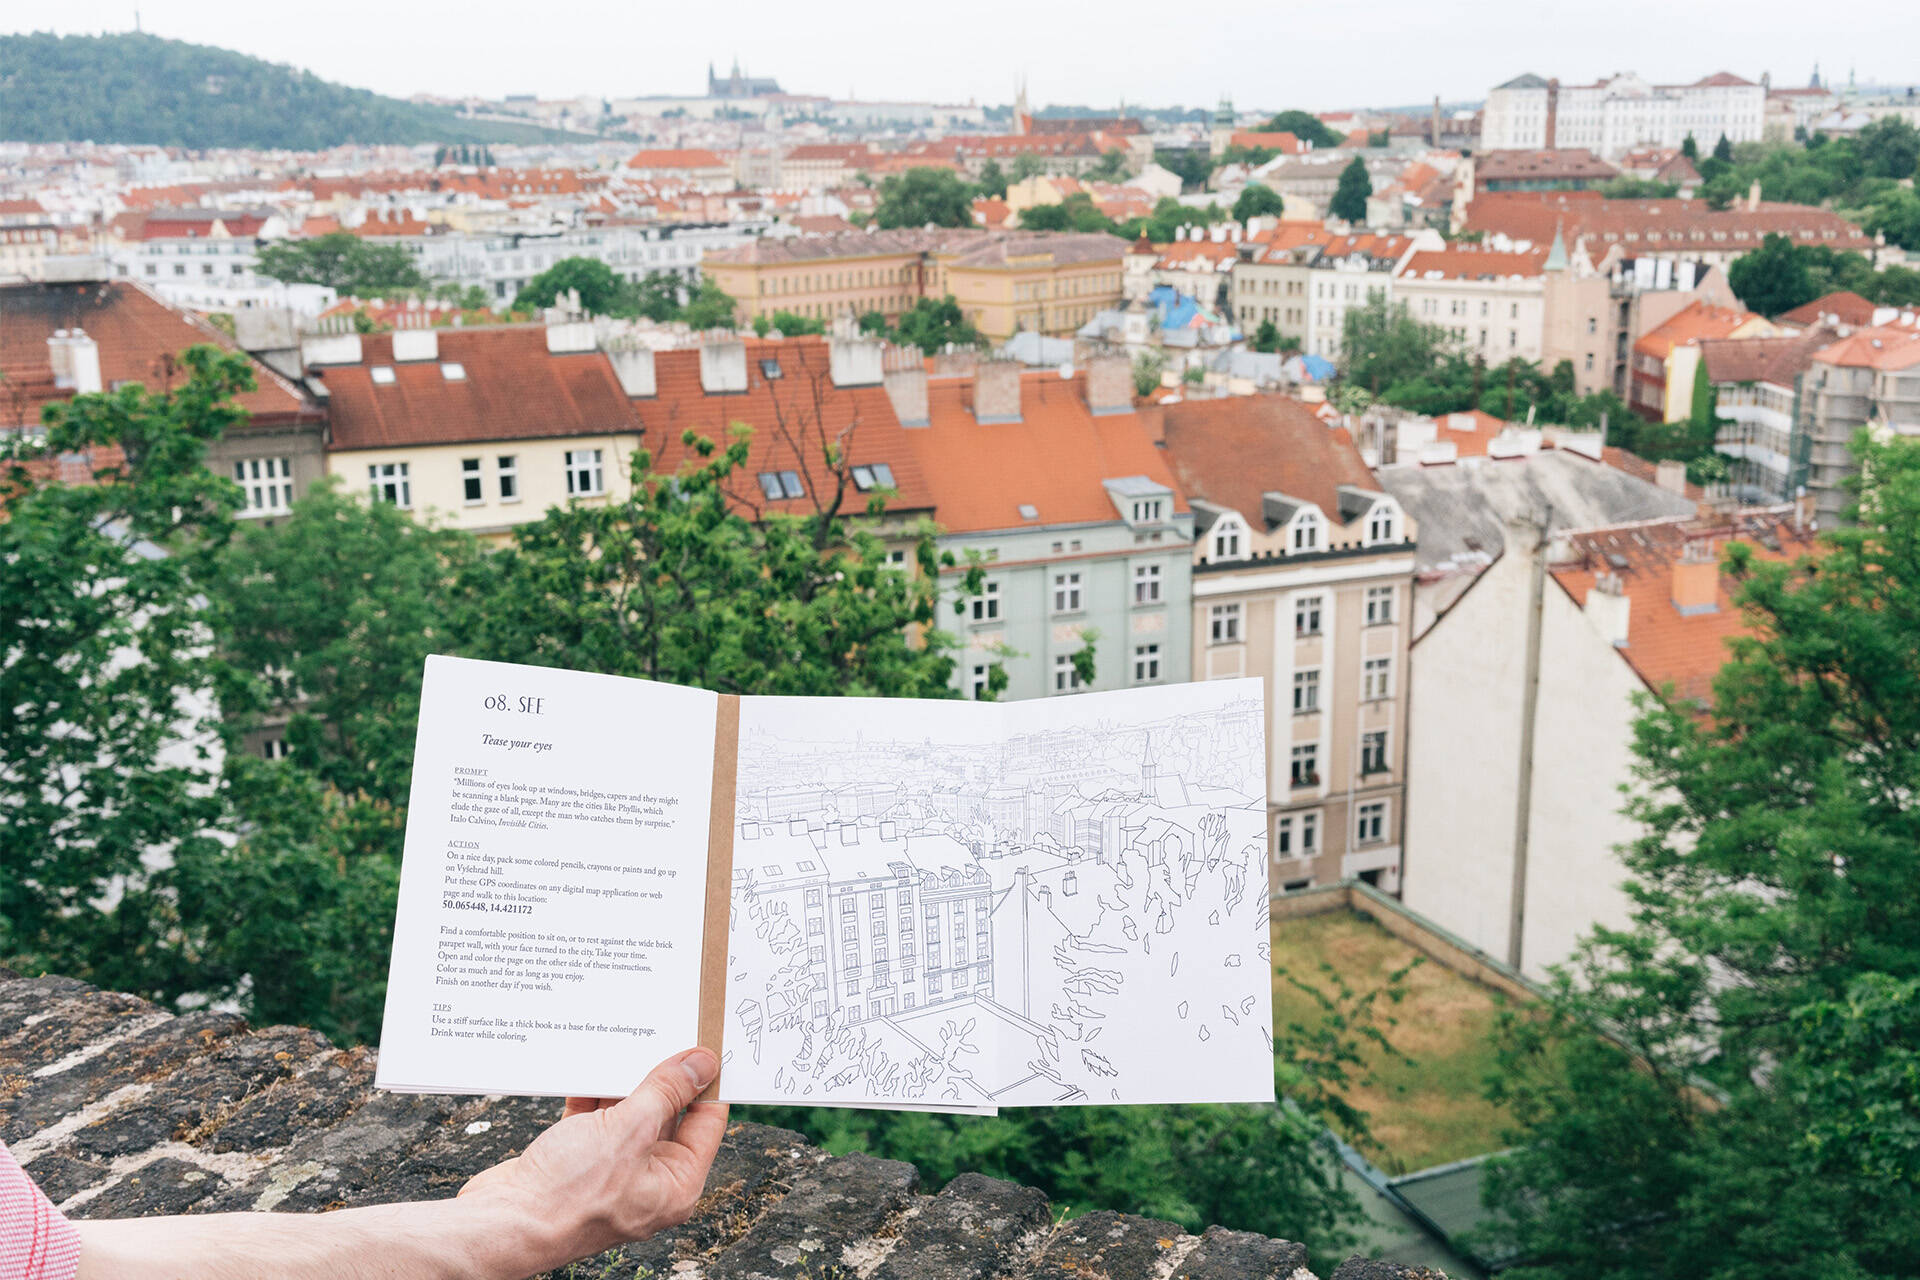 08. SEE
Tease your eyes
PROMPT
"Millions of eyes look up at windows, bridges, capers and they might
be scanning a blank page. Many are the cities like Phyllis, which
elude the gaze of all, except the man who catches them by surprise."
Italo Calvino, Invisible Cities.
ACTION
On a nice day, pack some colored pencils, crayons or paints and go up
on Vyšehrad hill.
Put these GPS coordinates on any digital map application or web
page and walk to this location:
50.065448, 14.421172
Find a comfortable position to sit on, or to rest against the wide brick
parapet wall, with your face turned to the city. Take your time.
Open and color the page on the other side of these instructions.
Color as much and for as long as you enjoy.
Finish on another day if you wish.
TIPS
Use a stiff surface like a thick book as a base for the coloring page.
Drink water while coloring.